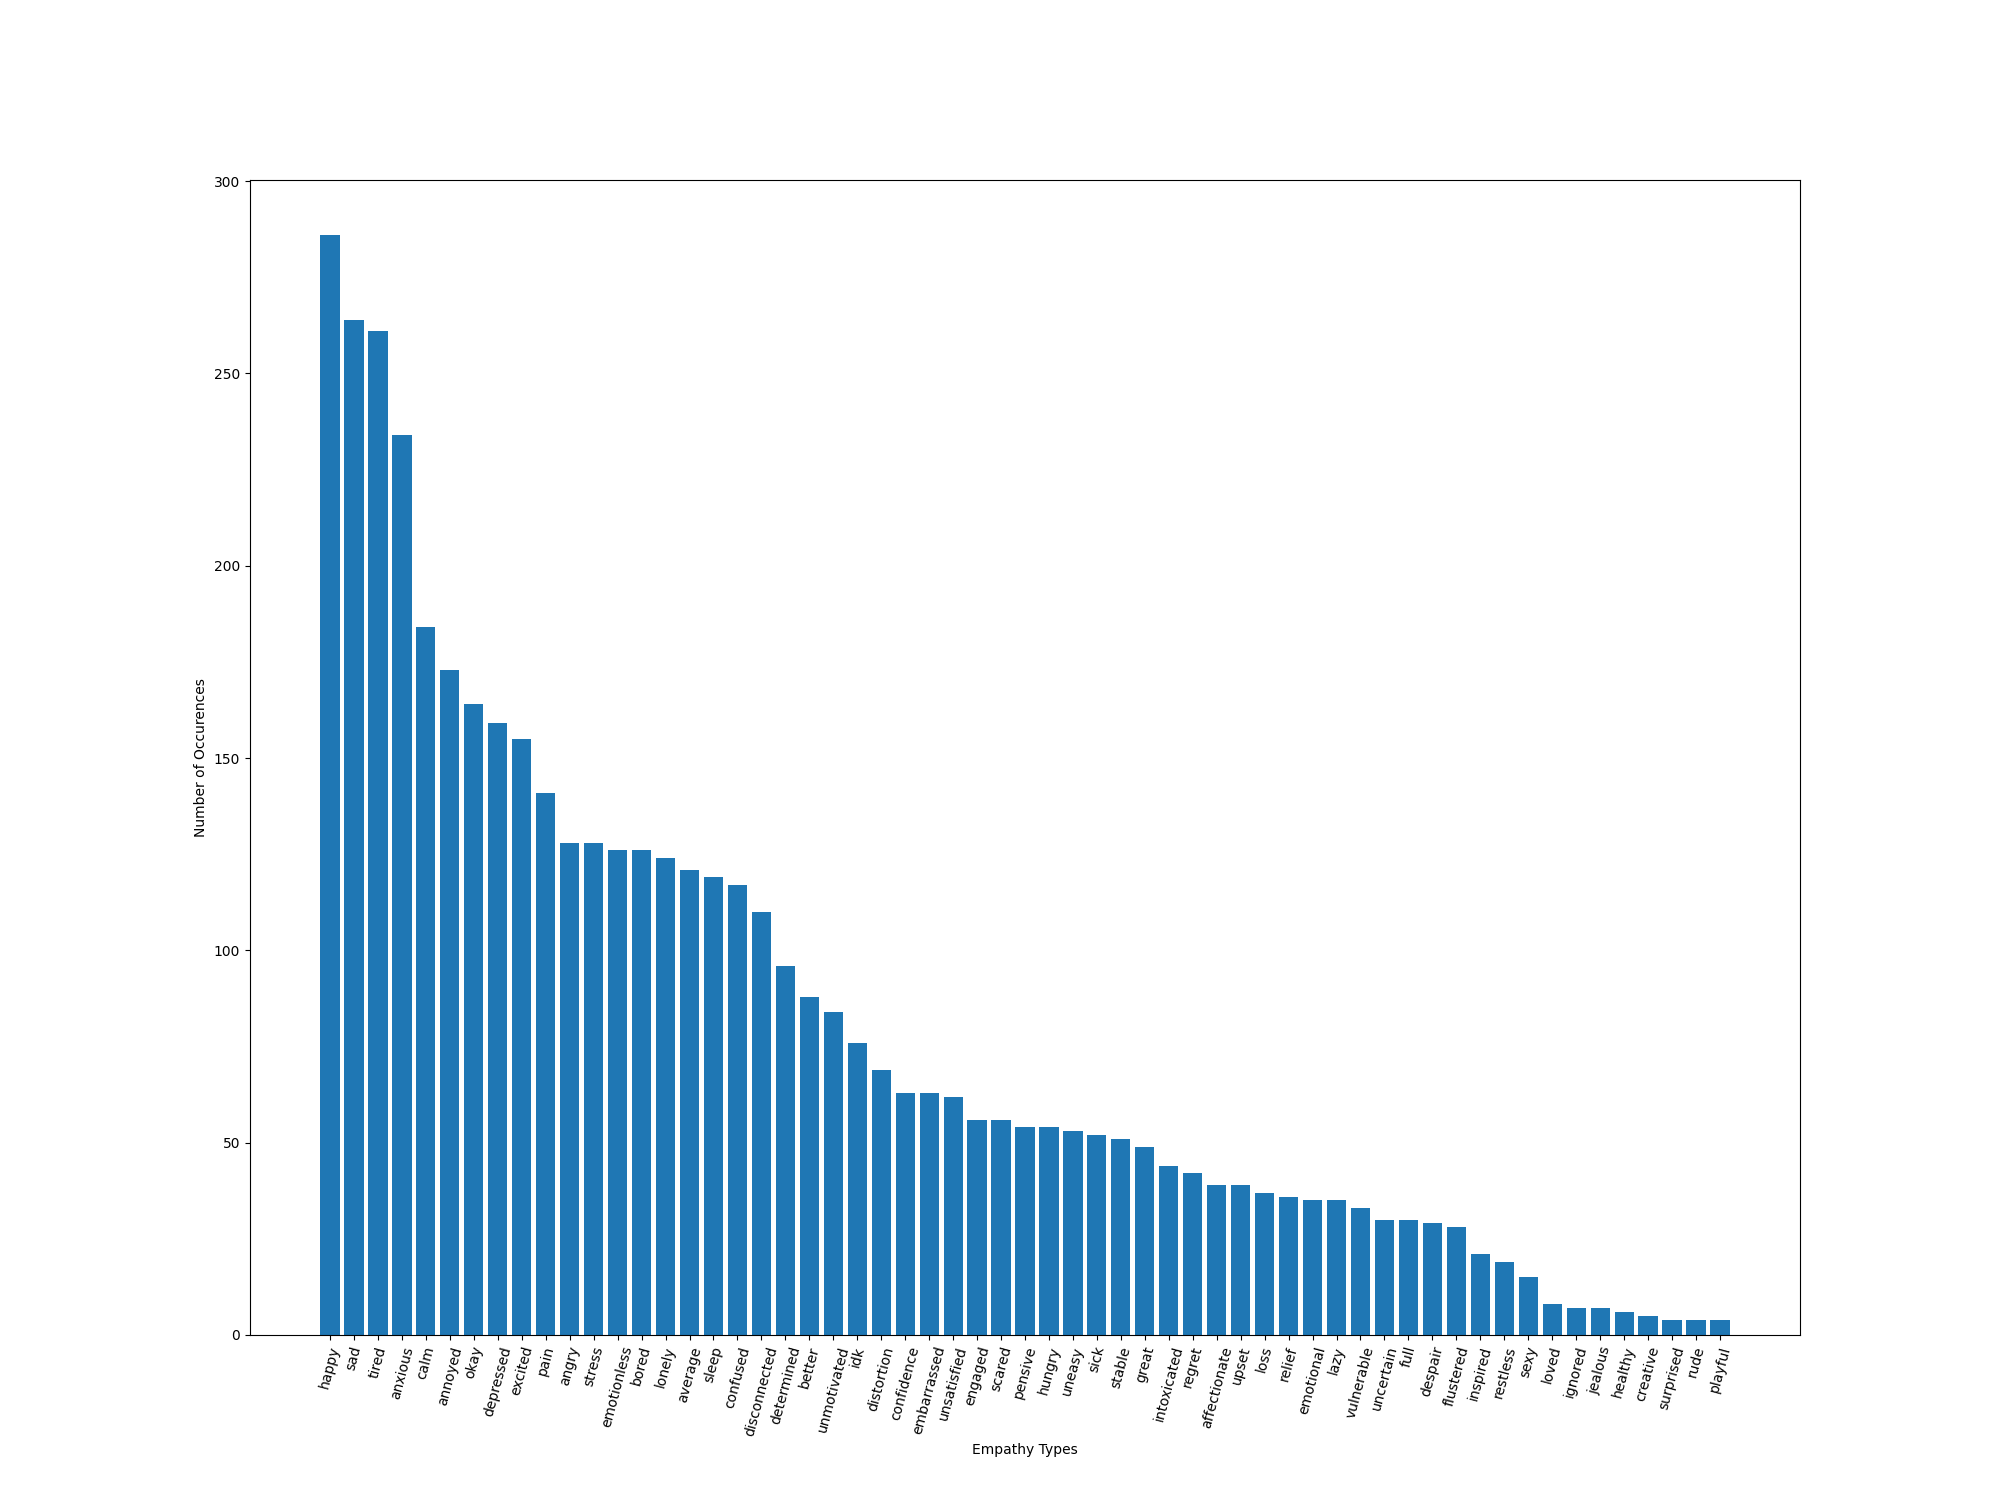 300
250
200
150
100
50
0
Number of Occurences
happy
sad
tired
anxious
calm
annoyed
okay
depressed
excited
pain
angry
stress
emotionless
bored
lonely
average
sleep
confused
disconnected
determined
better
unmotivated
idk
distortion
confidence
embarrassed
unsatisfied
engaged
scared
pensive
hungry
uneasy
sick
stable
great
intoxicated
regret
affectionate
upset
loss
relief
emotional
lazy
vulnerable
uncertain
full
despair
flustered
inspired
restless
sexy
loved
ignored
jealous
healthy
creative
surprised
rude
playful
Empathy Types